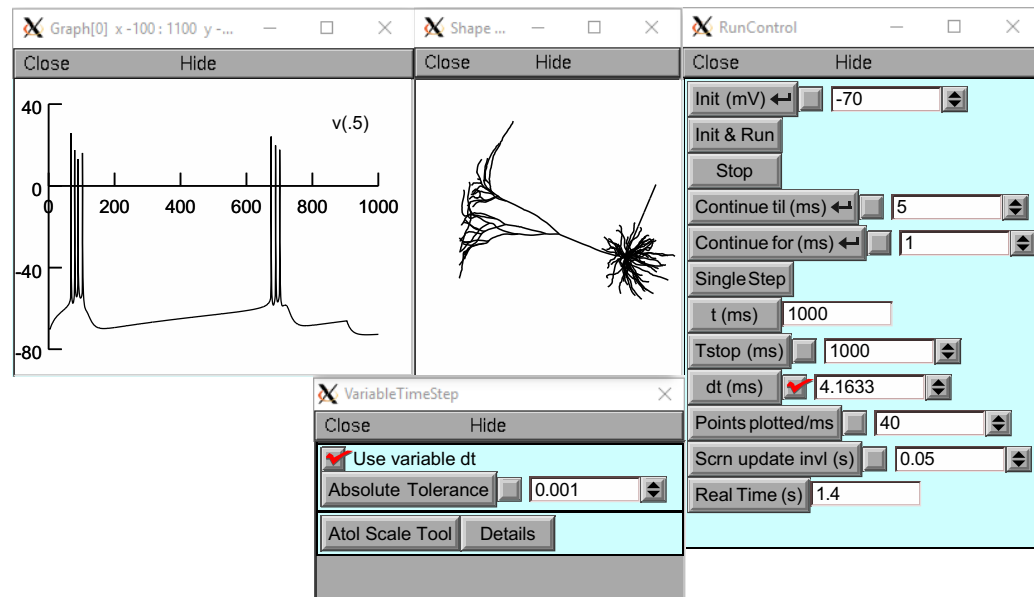 Graph[0] x -100 : 1100 y -...
Close Hide
40
v(.5)
0
0 200 400 600 800 1000
-40
-80
Shape ...
Close Hide
RunControl
Close Hide
Init (mV) -70
Init & Run
Stop
Continue til (ms) 5
Continue for (ms) 1
Single Step
t (ms) 1000
Tstop (ms) 1000
dt (ms) 4.1633
Points plotted/ms 40
Scrn update invl (s) 0.05
Real Time (s) 1.4
VariableTimeStep
Close Hide
Use variable dt
Absolute Tolerance 0.001
Atol Scale Tool Details